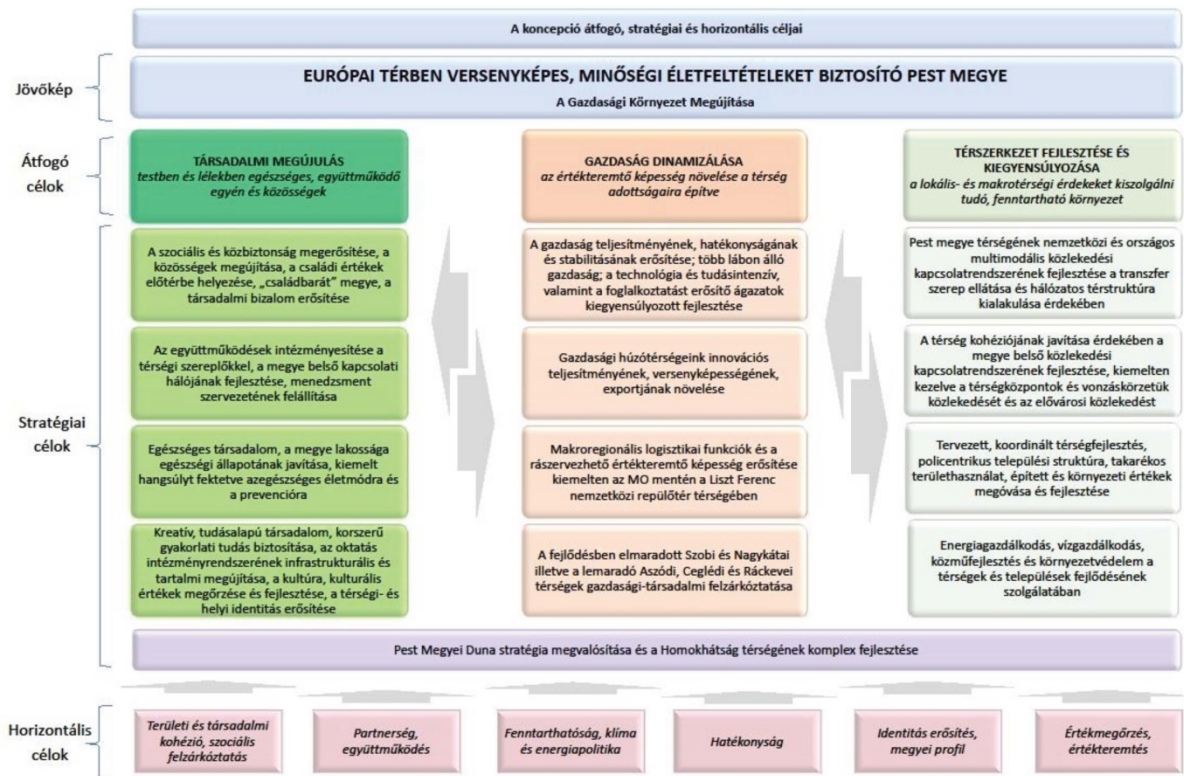 A koncepció átfogó, stratégiai és horizontális céljai
Jövőkép
EURÓPAI TÉRBEN VERSENYKÉPES, MINŐSÉGI ÉLETFELTÉTELEKET BIZTOSÍTÓ PEST MEGYE
A Gazdasági Környezet Megújítása
Átfogó
célok
TÁRSADALMI MEGÚJULÁS
testben és lélekben egészséges, együttműködő
egyén és közösségek
GAZDASÁG DINAMIZÁLÁSA
az értékteremtő képesség növelése a térség
adottságaira építve
TÉRSZERKEZET FEJLESZTÉSE ÉS
KIEGYENSÚLYOZÁSA
a lokális- és makrotérségi érdekeket kiszolgálni
tudó, fenntartható környezet
Stratégiai
célok
A szociális és közbiztonság megerősítése, a
közösségek megújítása, a családi értékek
előtérbe helyezése, „családbarát” megye, a
társadalmi bizalom erősítése
Az együttműködések intézményesítése a
térségi szereplőkkel, a megye belső kapcsolati
hálójának fejlesztése, menedzsment
szervezetének felállítása
Egészséges társadalom, a megye lakossága
egészségi állapotának javítása, kiemelt
hangsúlyt fektetve azegészséges életmódra és
a prevencióra
Kreatív, tudásalapú társadalom, korszerű
gyakorlati tudás biztosítása, az oktatás
intézményrendszerének infrastrukturális és
tartalmi megújítása, a kultúra, kulturális
értékek megőrzése és fejlesztése, a térségi- és
helyi identitás erősítése
A gazdaság teljesítményének, hatékonyságának
és stabilitásának erősítése; több lábon álló
gazdaság; a technológia és tudásintenzív,
valamint a foglalkoztatást erősítő ágazatok
kiegyensúlyozott fejlesztése
Gazdasági húzótérségeink innovációs
teljesítményének, versenyképességének,
exportjának növelése
Makroregionális logisztikai funkciók és a
rászervezhető értékteremtő képesség erősítése
kiemelten az MO mentén a Liszt Ferenc
nemzetközi repülőtér térségében
A fejlődésben elmaradott Szobi és Nagykátai
illetve a lemaradó Aszódi, Ceglédi és Ráckevei
térségek gazdasági-társadalmi felzárkóztatása
Pest megye térségének nemzetközi és országos
multimodális közlekedési
kapcsolatrendszerének fejlesztése a transzfer
szerep ellátása és hálózatos térstruktúra
kialakulása érdekében
A térség kohéziójának javítása érdekében a
megye belső közlekedési
kapcsolatrendszerének fejlesztése, kiemelten
kezelve a térségközpontok és vonzáskörzetük
közlekedését és az elővárosi közlekedést
Tervezett, koordinált térségfejlesztés,
policentrikus települési struktúra, takarékos
területhasználat, épített és környezeti értékek
megóvása és fejlesztése
Energiagazdálkodás, vízgazdálkodás,
közműfejlesztés és környezetvédelem a
térségek és települések fejlődésének
szolgálatában
Pest Megyei Duna stratégia megvalósítása és a Homokhátság térségének komplex fejlesztése
Horizontális
célok
Területi és társadalmi
kohézió, szociális
felzárkóztatás
Partnerség,
együttműködés
Fenntarthatóság, klíma
és energiapolitika
Hatékonyság
Identitás erősítés,
megyei profil
Értékmegőrzés,
értékteremtés